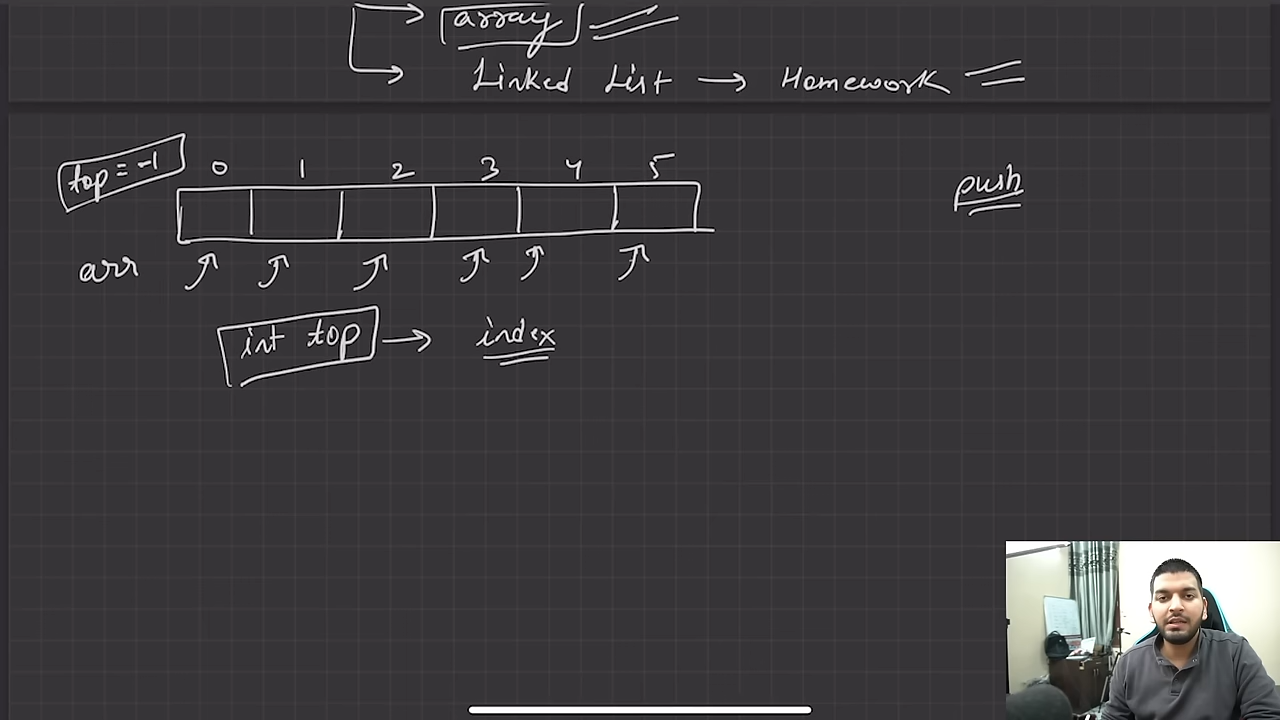 array
Linked List → Homework
top = -1
0 1 2 3 4 5
push
arr
int top → index